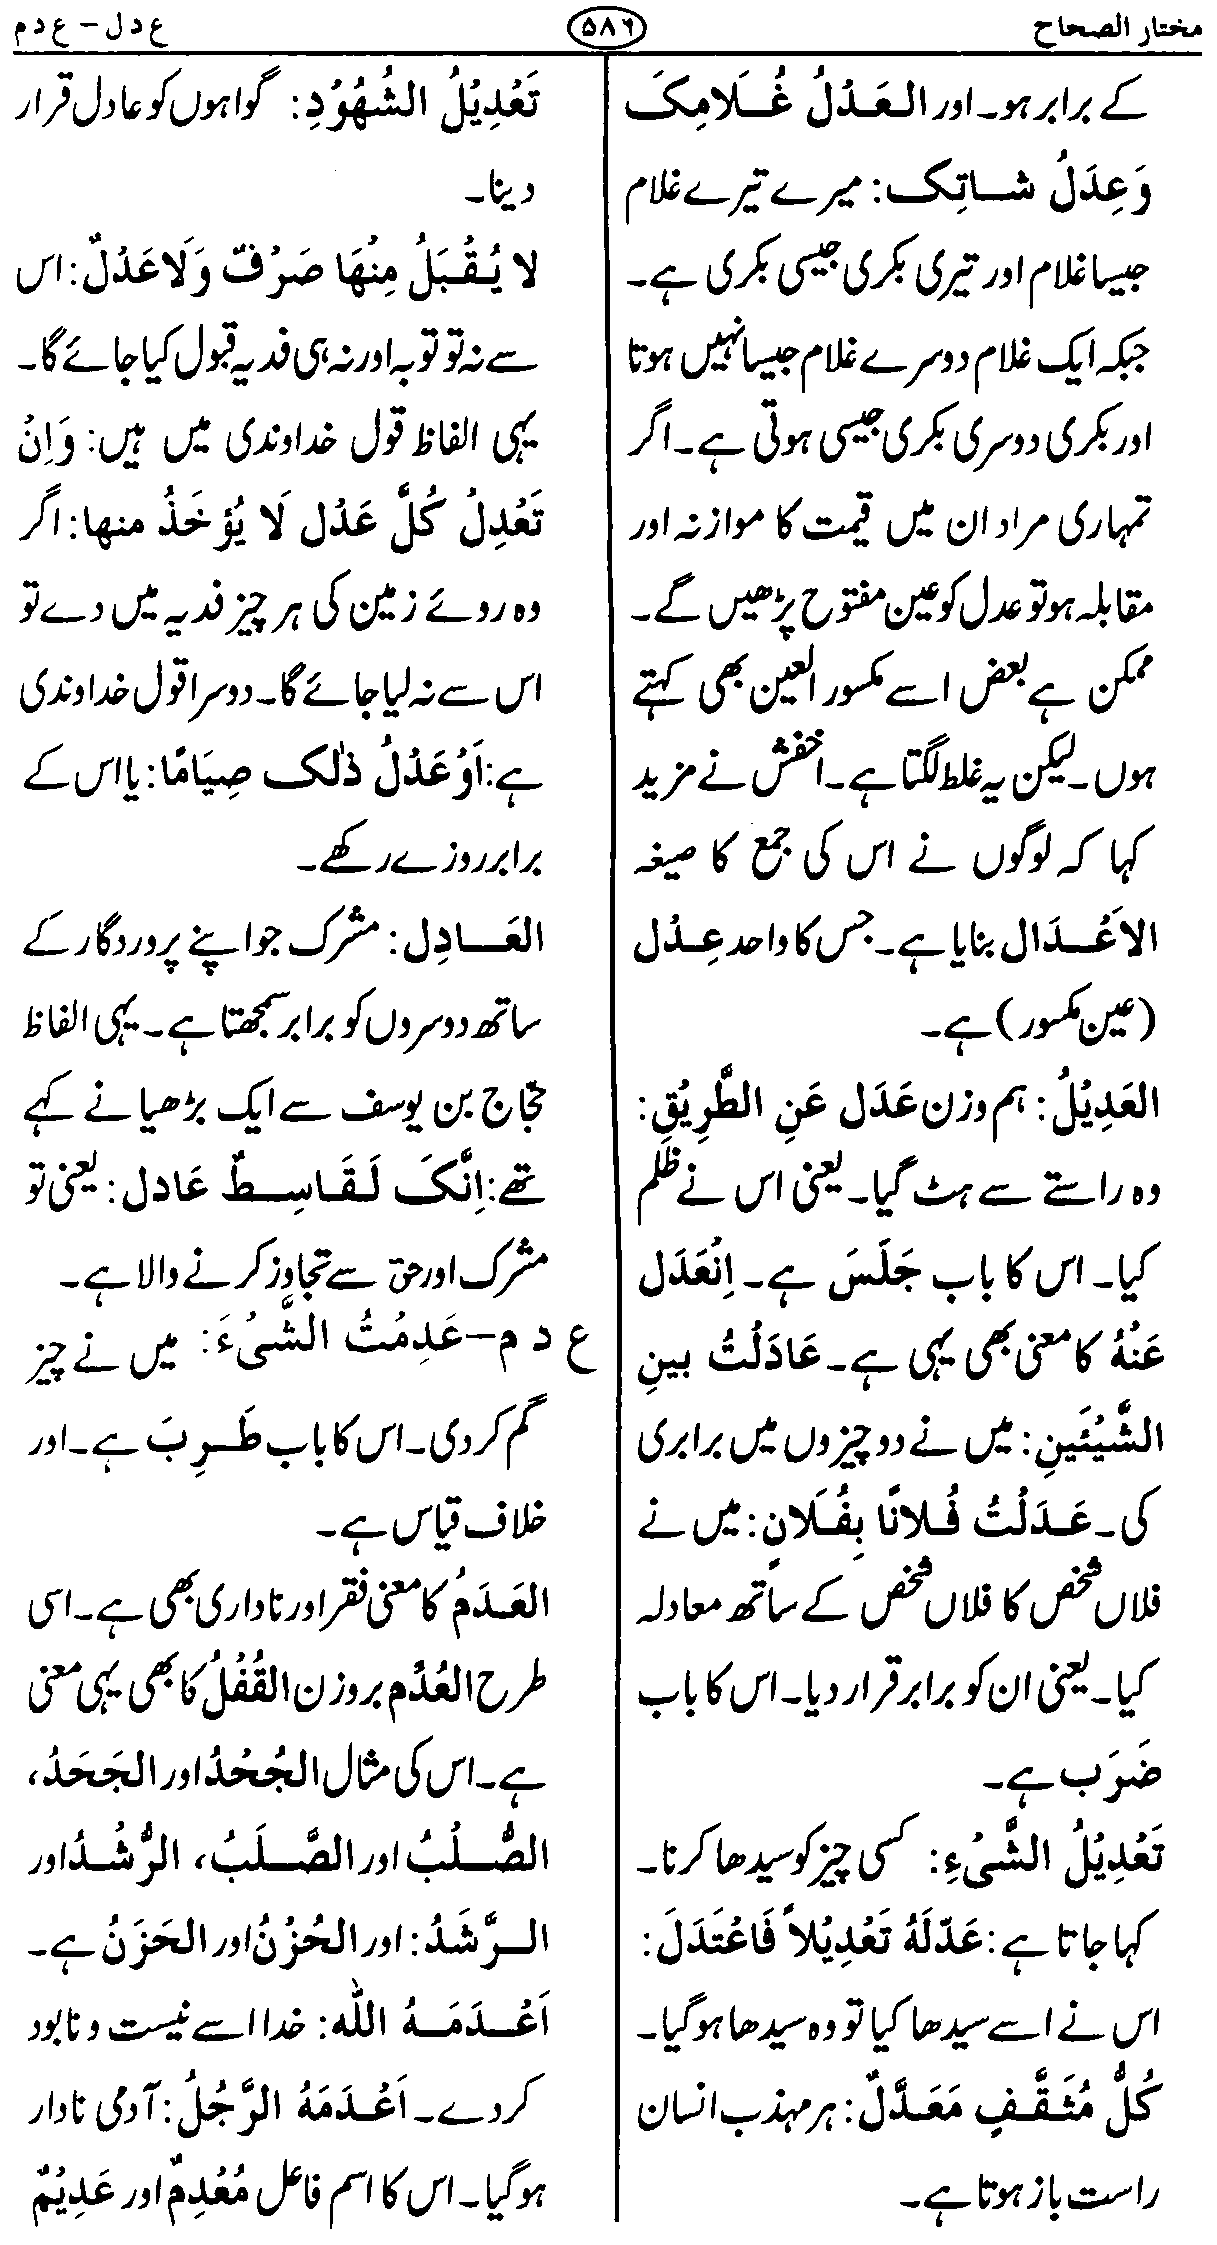 مختار الصحاح
۵۸۶
ع د ل – ع د م
کے برابر ہو۔ اور العَدْلُ غُلَامِکَ
وَعِدَلُ شاتِک: میرے تیرے غلام
جیسا غلام اور تیری بکری جیسی بکری ہے۔
جبکہ ایک غلام دوسرے غلام جیسا نہیں ہوتا
اور بکری دوسری بکری جیسی ہوتی ہے۔ اگر
تمہاری مراد ان میں قیمت کا موازنہ اور
مقابلہ ہو تو عدل کو عین مفتوح پڑھیں گے۔
ممکن ہے بعض اسے مکسور العین بھی کہتے
ہوں۔ لیکن یہ غلط لگتا ہے۔ اخفش نے مزید
کہا کہ لوگوں نے اس کی جمع کا صیغہ
الاَعْدَال بنایا ہے۔ جس کا واحد عِدْل
(عین مکسور) ہے۔
العَدِیْلُ: ہم وزن عَدَل عَنِ الطَّرِیْقِ:
وہ راستے سے ہٹ گیا۔ یعنی اس نے ظلم
کیا۔ اس کا باب جَلَسَ ہے۔ اِنْعَدَل
عَنْہُ کا معنی بھی یہی ہے۔ عَادَلْتُ بینِ
الشَّیْئَینِ: میں نے دو چیزوں میں برابری
کی۔ عَدَلْتُ فُلانًا بِفُلَانٍ: میں نے
فلاں شخص کا فلاں شخص کے ساتھ معادلہ
کیا۔ یعنی ان کو برابر قرار دیا۔ اس کا باب
ضَرَب ہے۔
تَعْدِیْلُ الشَّیْءِ: کسی چیز کو سیدھا کرنا۔
کہا جاتا ہے: عَدّلَہُ تَعْدِیْلاً فَاعْتَدَلَ:
اس نے اسے سیدھا کیا تو وہ سیدھا ہوگیا۔
کُلُّ مُثَقَّفٍ مَعَدَّلٌ: ہر مہذب انسان
راست باز ہوتا ہے۔
تَعْدِیْلُ الشُھُوْدِ: گواہوں کو عادل قرار
دینا۔
لا یُقْبَلُ مِنْھَا صَرْفٌ وَلَا عَدْلٌ: اس
سے نہ تو توبہ اور نہ ہی فدیہ قبول کیا جائے گا۔
یہی الفاظ قول خداوندی میں ہیں: وَاِنْ
تَعْدِلْ کُلَّ عَدْل لَا یُؤخَذُ منھا: اگر
وہ روئے زمین کی ہر چیز فدیہ میں دے تو
اس سے نہ لیا جائے گا۔ دوسرا قول خداوندی
ہے: اَوْ عَدْلُ ذٰلک صِیَامًا: یا اس کے
برابر روزے رکھے۔
العَادِل: مشرک جو اپنے پروردگار کے
ساتھ دوسروں کو برابر سمجھتا ہے۔ یہی الفاظ
حجّاج بن یوسف سے ایک بڑھیا نے کہے
تھے: اِنَّکَ لَقَاسِطٌ عَادل: یعنی تو
مشرک اور حق سے تجاوز کرنے والا ہے۔
ع د م – عَدِمْتُ الشَّیْءَ: میں نے چیز
گم کر دی۔ اس کا باب طَرِبَ ہے۔ اور
خلاف قیاس ہے۔
العَدَمُ کا معنی فقر اور ناداری بھی ہے۔ اسی
طرح العُدْم بروزن القُفْلُ کا بھی یہی معنی
ہے۔ اس کی مثال الجُحْدُ اور الجَحَدُ،
الصُّلْبُ اور الصَّلَبُ، الرُّشْدُ اور
الرَّشَدُ: اور الحُزْنُ اور الحَزَنُ ہے۔
اَعْدَمَہُ اللہ: خدا اسے نیست و نابود
کر دے۔ اَعْدَمَہُ الرَّجُلُ: آدمی نادار
ہوگیا۔ اس کا اسم فاعل مُعْدِمٌ اور عَدِیْمٌ